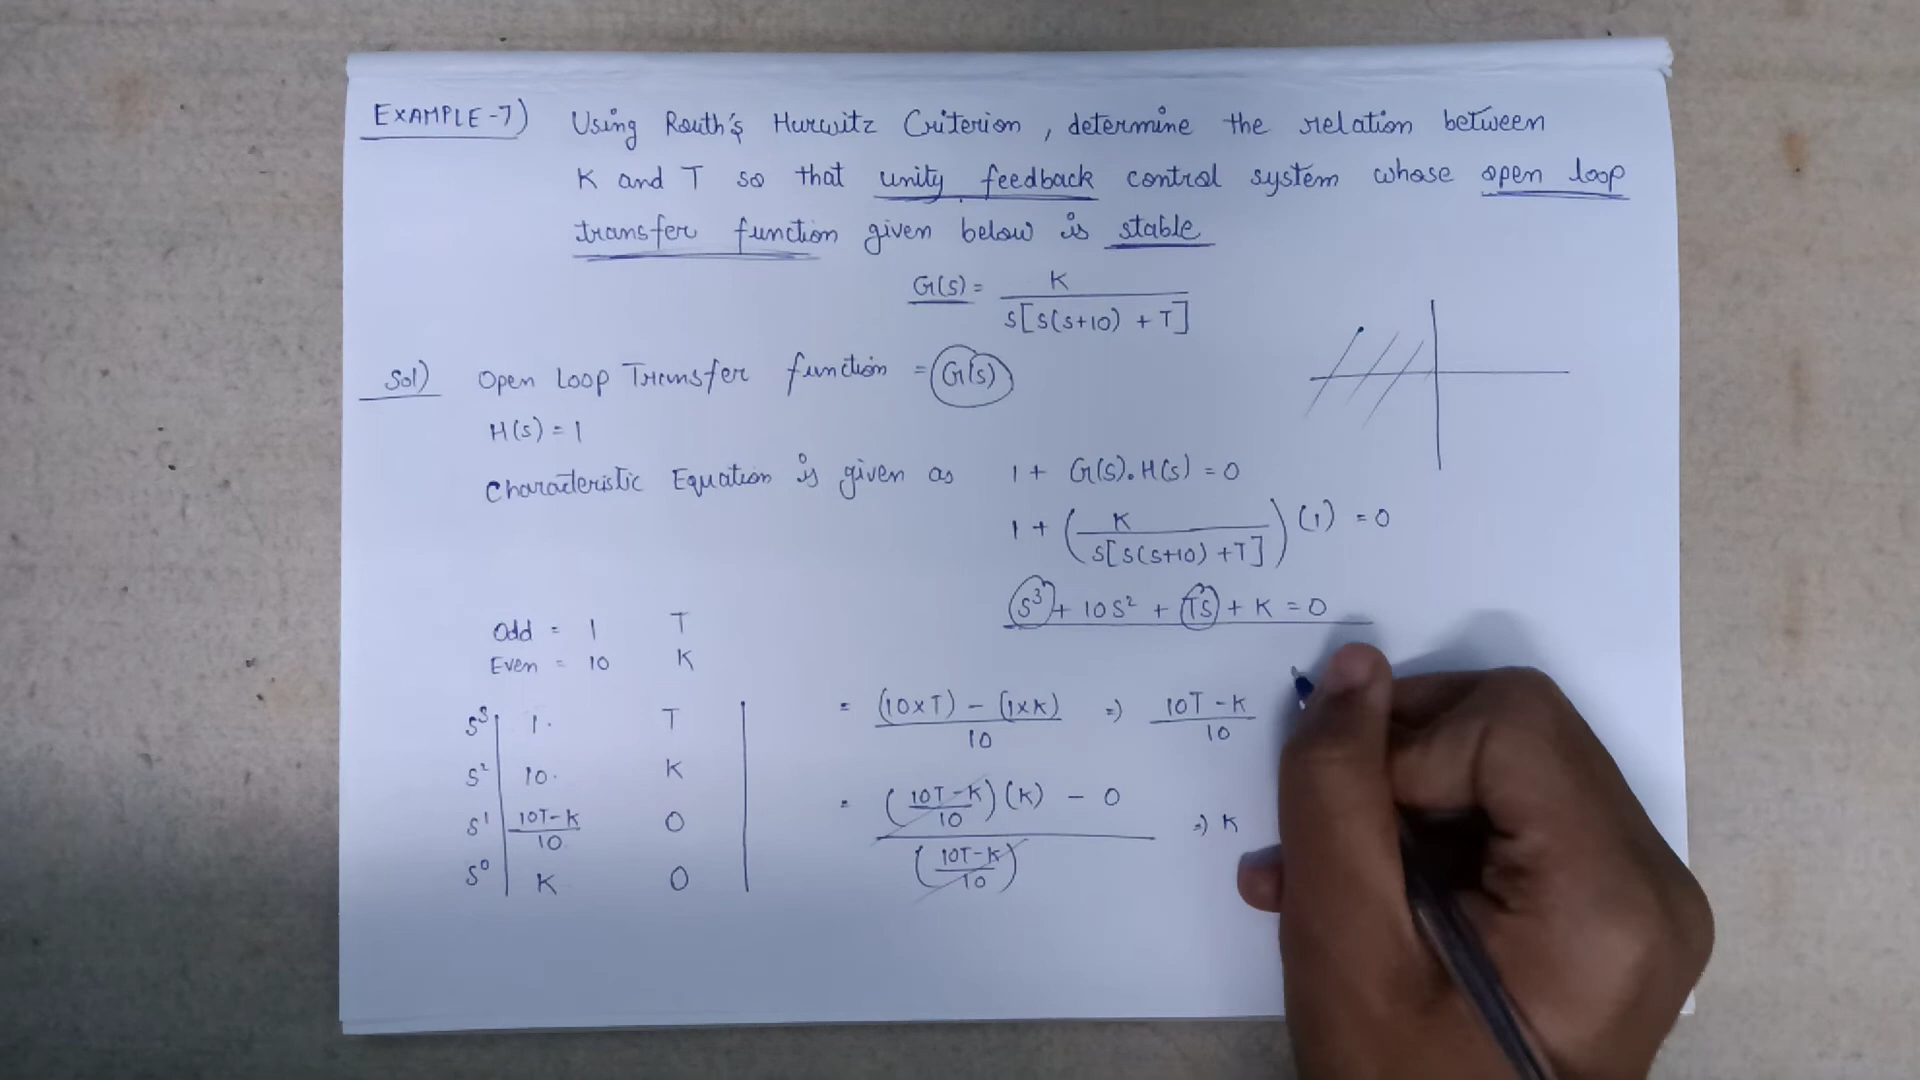 EXAMPLE-7) Using Routh's Hurwitz Criterion, determine the relation between
K and T so that unity feedback control system whose open loop
transfer function given below is stable
G(s) = K / s[s(s+10) + T]
Sol) Open Loop Transfer function = G(s)
H(s) = 1
Characteristic Equation is given as 1 + G(s).H(s) = 0
1 + (K / s[s(s+10) + T]) (1) = 0
s³ + 10s² + Ts + K = 0
Odd = 1 T
Even = 10 K
s³ 1. T
s² 10. K
s¹ 10T-K / 10 0
s⁰ K 0
= (10×T) - (1×K) / 10 => 10T-K / 10
= (10T-K / 10)(K) - 0 / (10T-K / 10) => K